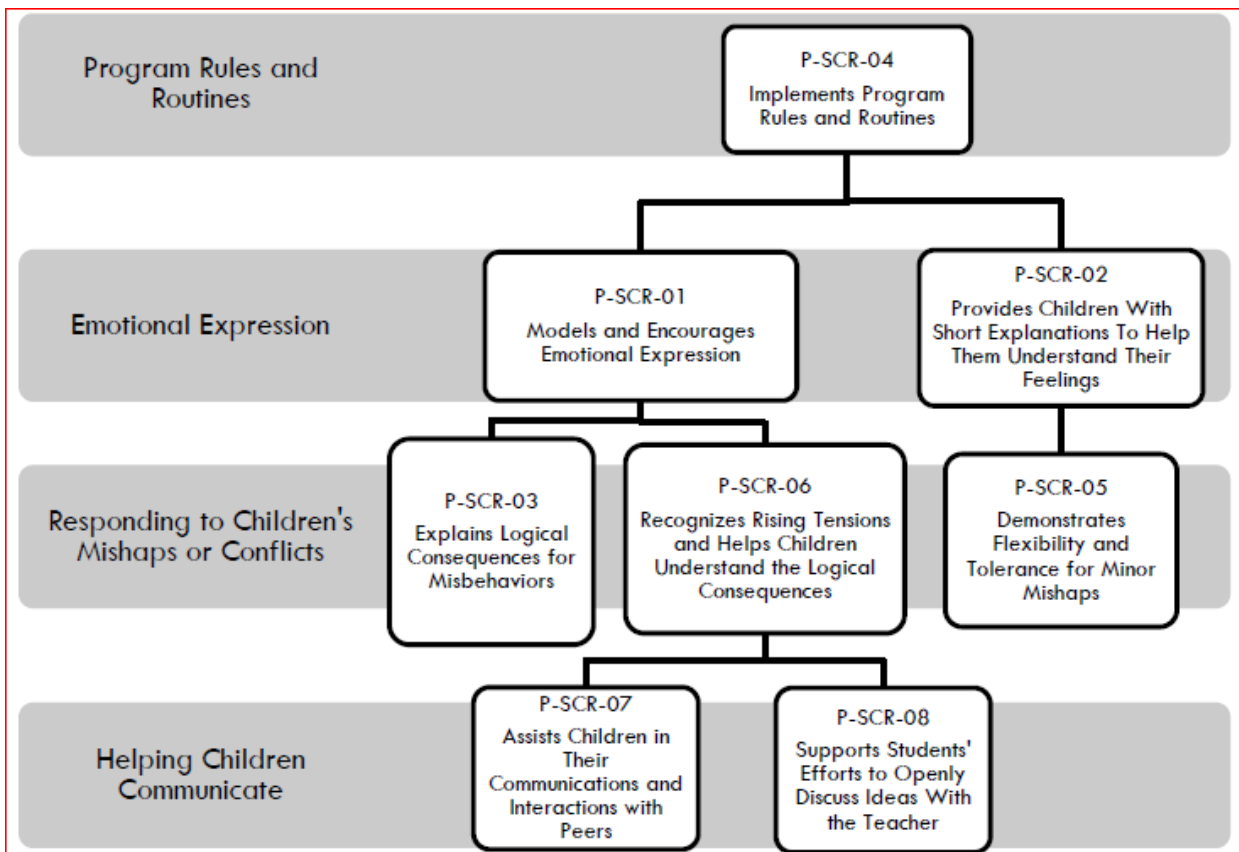 Program Rules and
Routines
P-SCR-04
Implements Program
Rules and Routines
Emotional Expression
P-SCR-01
Models and Encourages
Emotional Expression
P-SCR-02
Provides Children With
Short Explanations To Help
Them Understand Their
Feelings
Responding to Children's
Mishaps or Conflicts
P-SCR-03
Explains Logical
Consequences for
Misbehaviors
P-SCR-06
Recognizes Rising Tensions
and Helps Children
Understand the Logical
Consequences
P-SCR-05
Demonstrates
Flexibility and
Tolerance for Minor
Mishaps
Helping Children
Communicate
P-SCR-07
Assists Children in
Their
Communications and
Interactions with
Peers
P-SCR-08
Supports Students'
Efforts to Openly
Discuss Ideas With
the Teacher